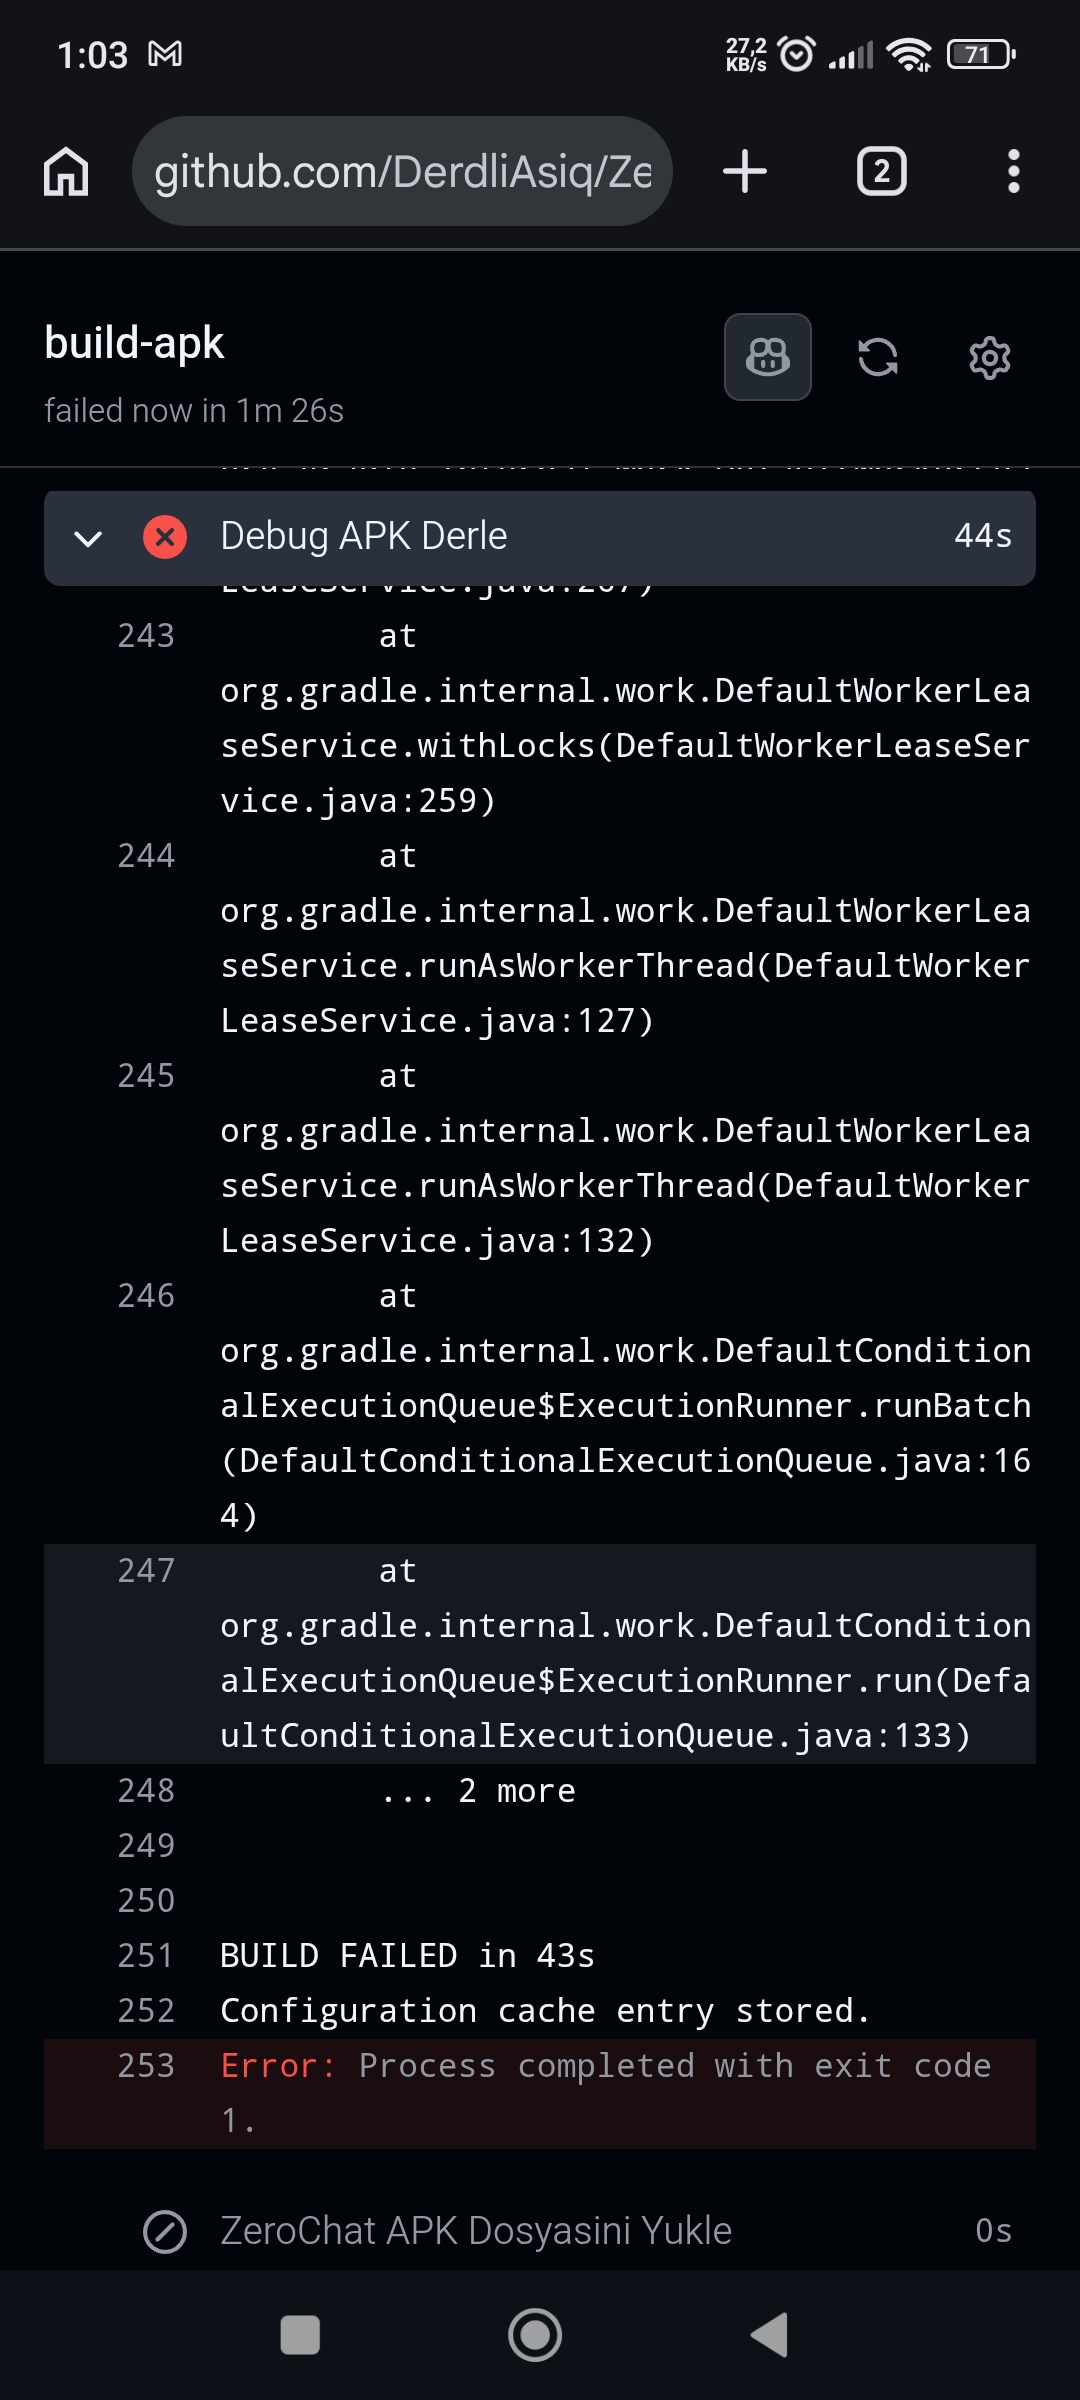 1:03
27,2
KB/s
71
github.com/DerdliAsiq/Ze
2
build-apk
failed now in 1m 26s
Debug APK Derle 44s
LeaseService.java:267)
243 at
org.gradle.internal.work.DefaultWorkerLea
seService.withLocks(DefaultWorkerLeaseSer
vice.java:259)
244 at
org.gradle.internal.work.DefaultWorkerLea
seService.runAsWorkerThread(DefaultWorker
LeaseService.java:127)
245 at
org.gradle.internal.work.DefaultWorkerLea
seService.runAsWorkerThread(DefaultWorker
LeaseService.java:132)
246 at
org.gradle.internal.work.DefaultCondition
alExecutionQueue$ExecutionRunner.runBatch
(DefaultConditionalExecutionQueue.java:16
4)
247 at
org.gradle.internal.work.DefaultCondition
alExecutionQueue$ExecutionRunner.run(Defa
ultConditionalExecutionQueue.java:133)
248 ... 2 more
249
250
251 BUILD FAILED in 43s
252 Configuration cache entry stored.
253 Error: Process completed with exit code
1.
ZeroChat APK Dosyasini Yukle 0s